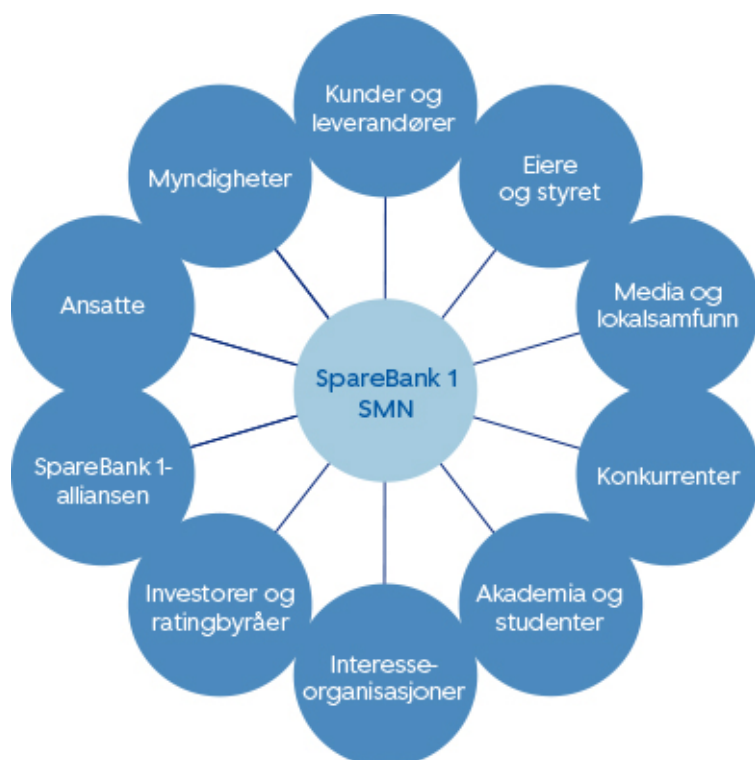 Kunder og
leverandører
Eiere
og styret
Media og
lokalsamfunn
Konkurrenter
Akademia og
studenter
Interesse-
organisasjoner
Investorer og
ratingbyråer
SpareBank 1-
alliansen
Ansatte
Myndigheter
SpareBank 1
SMN